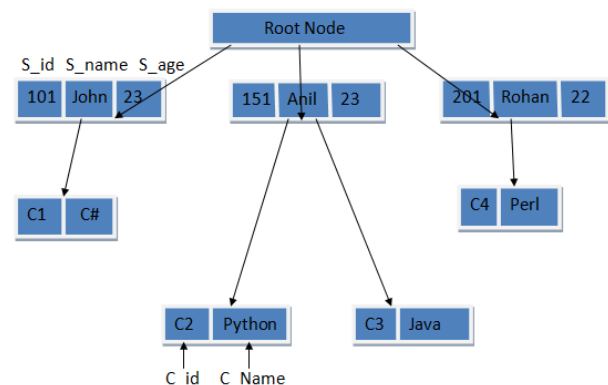 Root Node
S_id S_name S_age
101 John 23
151 Anil 23
201 Rohan 22
C1 C#
C4 Perl
C2 Python
C3 Java
C_id C_Name